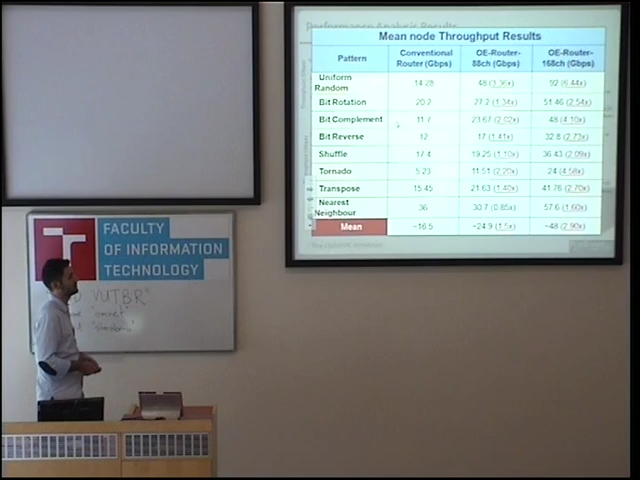 Performance Analysis Results
Mean node Throughput Results
Pattern Conventional Router (Gbps) OE-Router-88ch (Gbps) OE-Router-168ch (Gbps)
Uniform Random 14.28 48 (3.36x) 92 (6.44x)
Bit Rotation 20.2 27.2 (1.34x) 51.46 (2.54x)
Bit Complement 11.7 23.67 (2.02x) 48 (4.10x)
Bit Reverse 12 17 (1.41x) 32.8 (2.73x)
Shuffle 17.4 19.25 (1.10x) 36.43 (2.09x)
Tornado 5.23 11.51 (2.20x) 24 (4.58x)
Transpose 15.45 21.63 (1.40x) 41.76 (2.70x)
Nearest Neighbour 36 30.7 (0.85x) 57.6 (1.60x)
Mean ~16.5 ~24.9 (1.5x) ~48 (2.90x)
FACULTY
OF INFORMATION
TECHNOLOGY
VUTBR